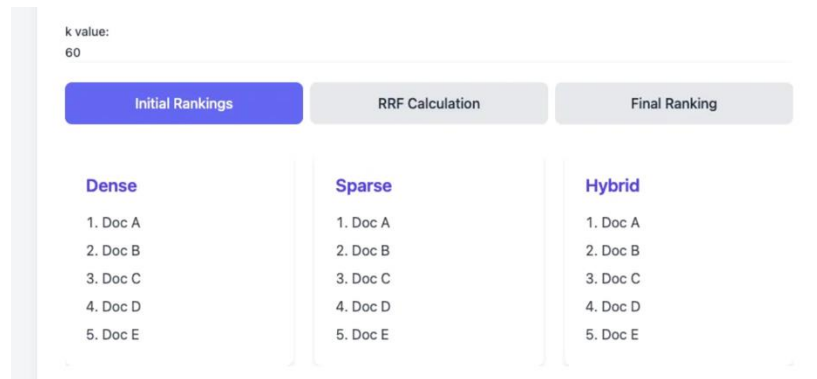 k value:
60
Initial Rankings
RRF Calculation
Final Ranking
Dense
1. Doc A
2. Doc B
3. Doc C
4. Doc D
5. Doc E
Sparse
1. Doc A
2. Doc B
3. Doc C
4. Doc D
5. Doc E
Hybrid
1. Doc A
2. Doc B
3. Doc C
4. Doc D
5. Doc E